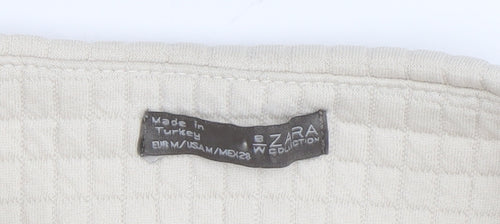 Made in
Turkey
EUR M/USA M/MEX 28
B/W ZARA
COLLECTION